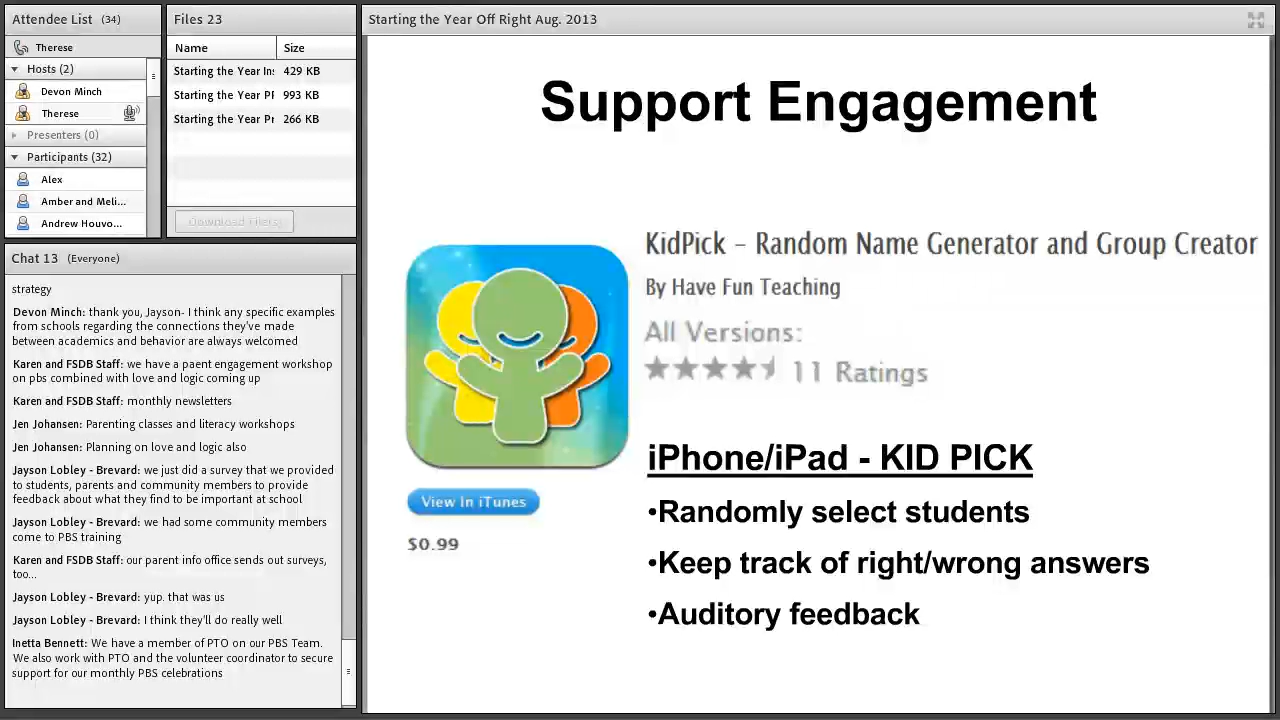 Attendee List (34)
Therese
Hosts (2)
Devon Minch
Therese
Presenters (0)
Participants (32)
Alex
Amber and Meli...
Andrew Houvo...
Files 23
Name Size
Starting the Year In: 429 KB
Starting the Year Pl 993 KB
Starting the Year Pr 266 KB
Download File(s)
Chat 13 (Everyone)
strategy
Devon Minch: thank you, Jayson- I think any specific examples
from schools regarding the connections they've made
between academics and behavior are always welcomed
Karen and FSDB Staff: we have a paent engagement workshop
on pbs combined with love and logic coming up
Karen and FSDB Staff: monthly newsletters
Jen Johansen: Parenting classes and literacy workshops
Jen Johansen: Planning on love and logic also
Jayson Lobley - Brevard: we just did a survey that we provided
to students, parents and community members to provide
feedback about what they find to be important at school
Jayson Lobley - Brevard: we had some community members
come to PBS training
Karen and FSDB Staff: our parent info office sends out surveys,
too...
Jayson Lobley - Brevard: yup. that was us
Jayson Lobley - Brevard: I think they'll do really well
Inetta Bennett: We have a member of PTO on our PBS Team.
We also work with PTO and the volunteer coordinator to secure
support for our monthly PBS celebrations
Starting the Year Off Right Aug. 2013
Support Engagement
KidPick – Random Name Generator and Group Creator
By Have Fun Teaching
All Versions:
11 Ratings
View In iTunes
$0.99
iPhone/iPad - KID PICK
•Randomly select students
•Keep track of right/wrong answers
•Auditory feedback